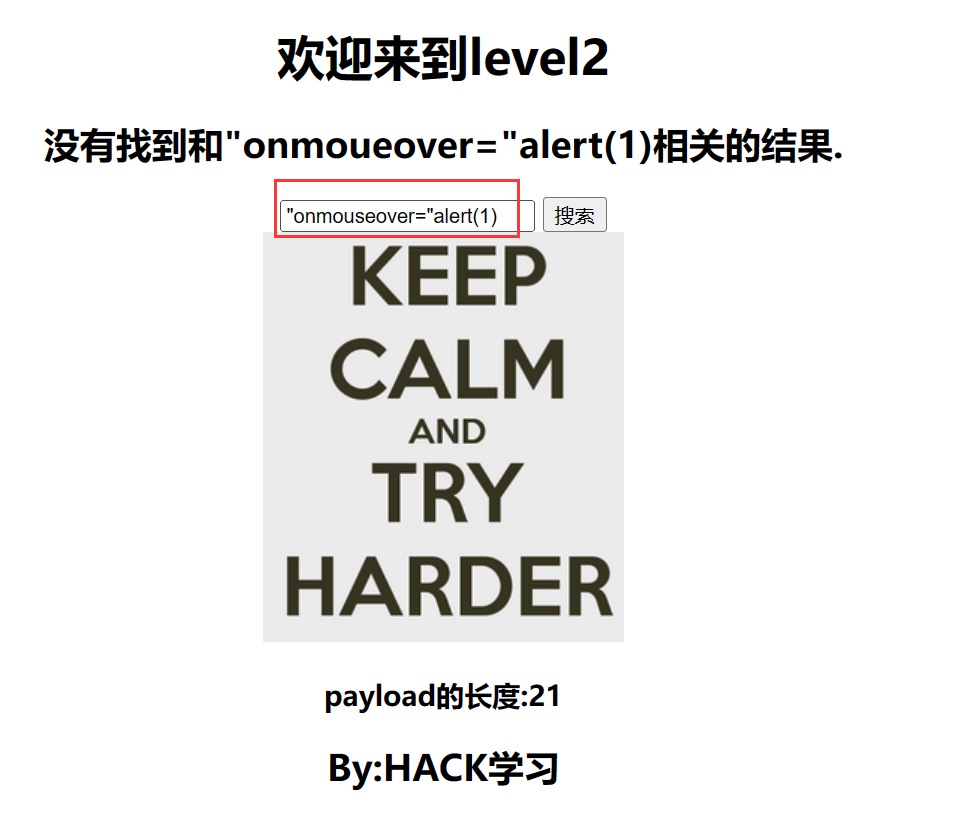 欢迎来到level2
没有找到和"onmoueover="alert(1)相关的结果.
"onmouseover="alert(1) 搜索
KEEP
CALM
AND
TRY
HARDER
payload的长度:21
By:HACK学习